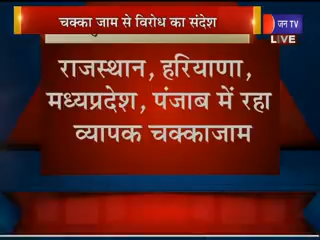 चक्का जाम से विरोध का संदेश
जन TV
LIVE
राजस्थान, हरियाणा,
मध्यप्रदेश, पंजाब में रहा
व्यापक चक्काजाम